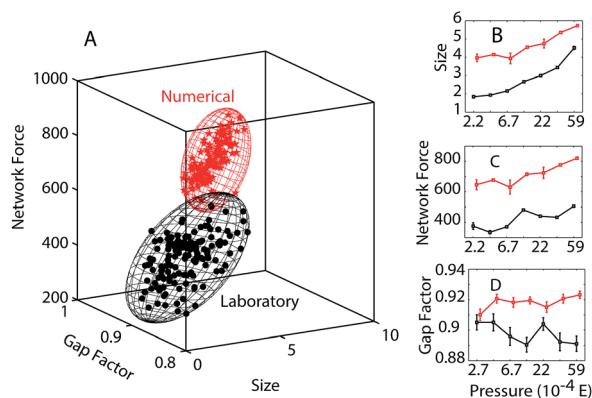 A
1000
800
600
400
200
Network Force
1
0.9
0.8
Gap Factor
0
5
10
Size
Numerical
Laboratory
B
6
5
4
3
2
1
Size
2.2 6.7 22 59
C
800
600
400
Network Force
2.2 6.7 22 59
D
0.94
0.92
0.9
0.88
Gap Factor
2.7 6.7 22 59
Pressure (10⁻⁴ E)